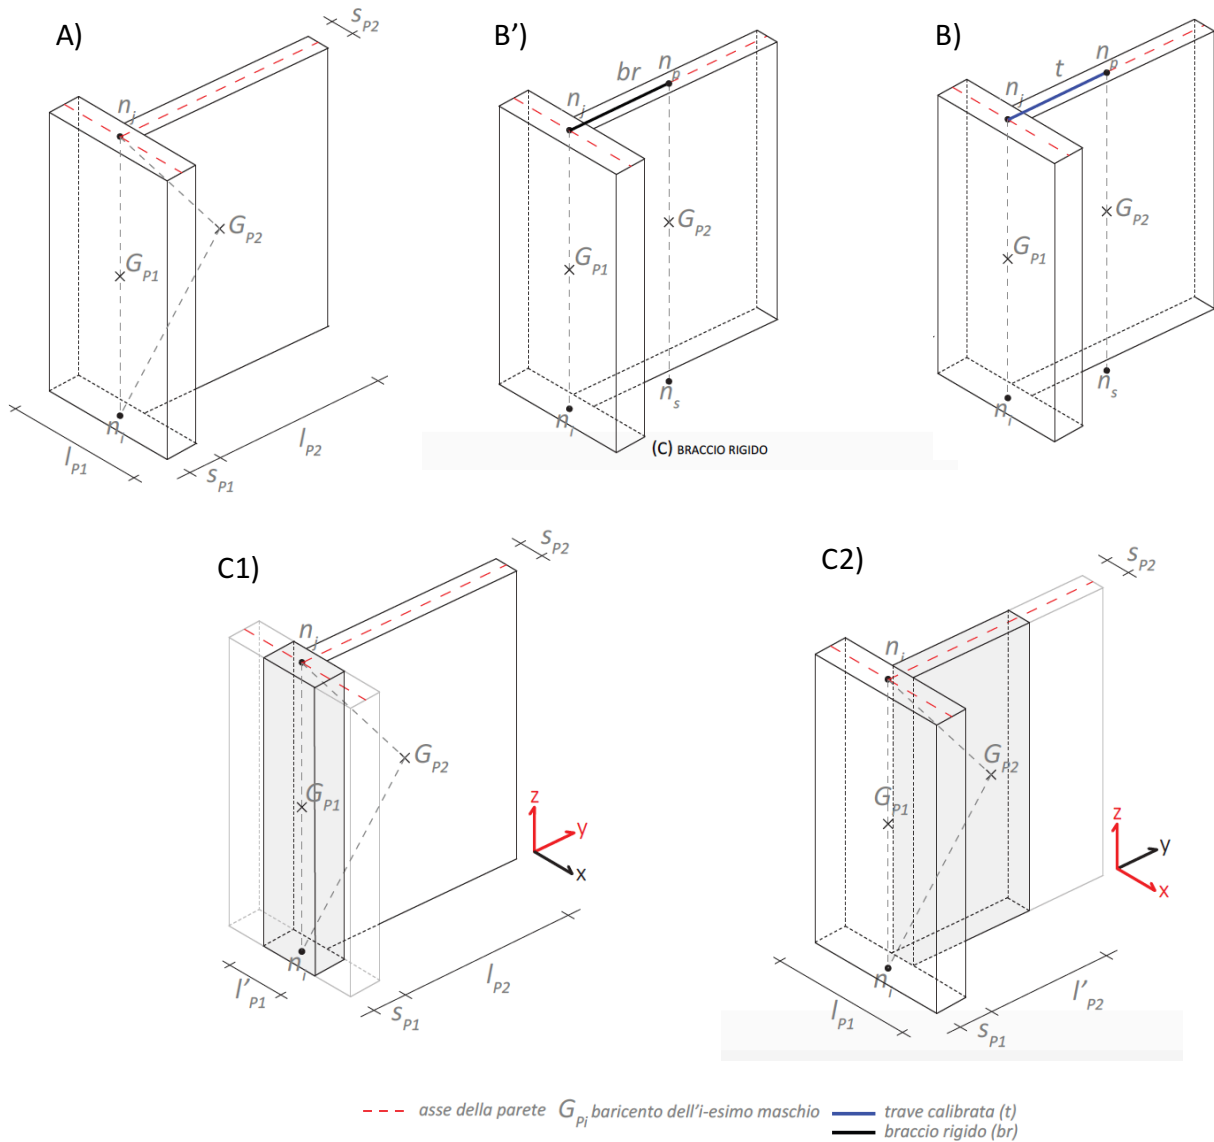 A)
s_P2
n_j
G_P2
G_P1
n_i
l_P1
s_P1
l_P2
B’)
br
n_p
n_j
G_P2
G_P1
n_s
n_i
(C) BRACCIO RIGIDO
B)
t
n_p
n_j
G_P2
G_P1
n_s
n_i
C1)
s_P2
n_j
G_P2
G_P1
n_i
z
y
x
l’_P1
s_P1
l_P2
C2)
s_P2
n_i
G_P2
G_P1
n_i
z
y
x
l_P1
s_P1
l’_P2
asse della parete
G_Pi baricento dell’i-esimo maschio
trave calibrata (t)
braccio rigido (br)